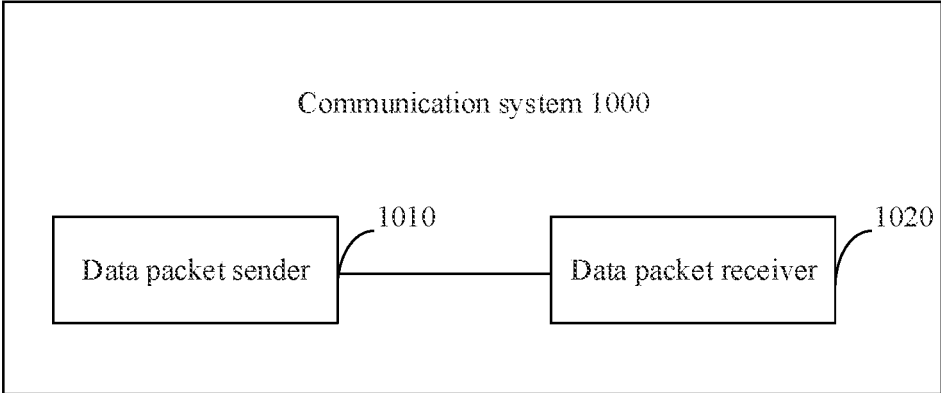 Communication system 1000
1010
1020
Data packet sender
Data packet receiver